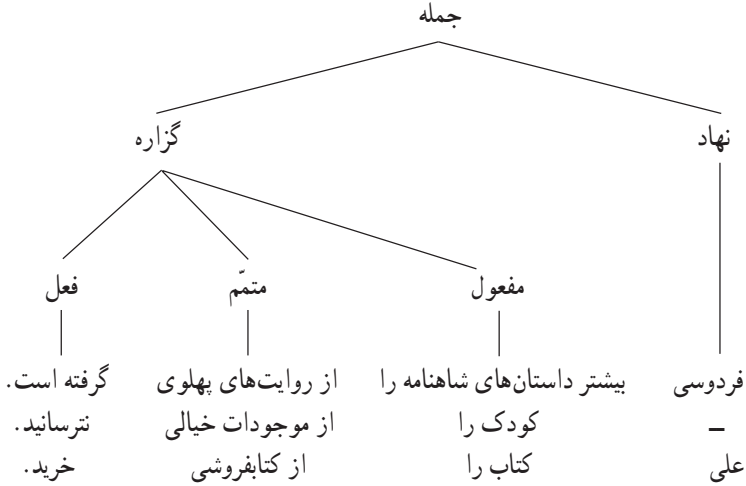 جمله
نهاد گزاره
مفعول متمّم فعل
فردوسی بیشتر داستان‌های شاهنامه را از روایت‌های پهلوی گرفته است.
– کودک را از موجودات خیالی نترسانید.
علی کتاب را از کتابفروشی خرید.